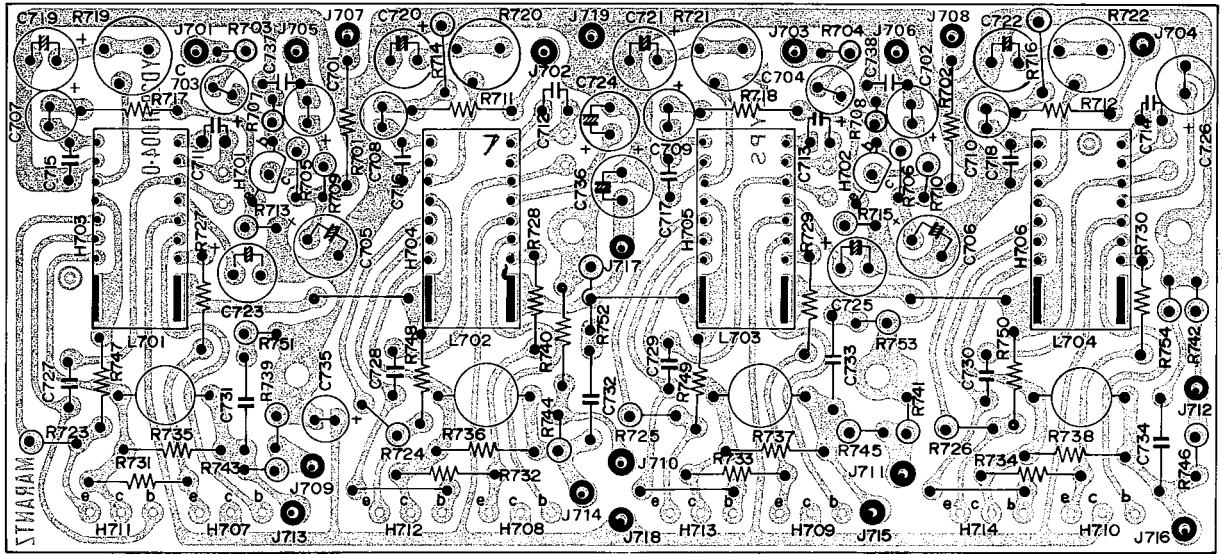 C719 R719 J701 R703 J705 J707 C720 R720 J719 C721 R721 J703 R704 J706 J708 C722 R722 J704
C737 C701 R714 J702 C724 C738 C702 R716
C703 C704 R702
C707 R717 R711 C712 R718 R708 R712 C714 C726
C715 C711 H701 R705 R709 R701 C708 7 C709 C713 H702 R706 R710 C710 C718
C736 C717
H703 R727 R713 C705 H704 R728 H705 R729 R715 C706 H706 R730
J717
C723 C725
L701 R751 R748 L702 R740 R752 L703 R753 R750 L704 R754 R742
C727 R747 C731 R739 C735 C728 C729 R749 C733 C730
C732 R741 J712
R723 R735 R724 R736 R744 R725 R737 R745 R726 R738 C734
R731 R743 R732 J710 R733 J711 R734 R746
J709
e c b e c b e c b e c b e c b e c b e c b e c b
J714
MARANTZ H711 H707 J713 H712 H708 J718 H713 H709 J715 H714 H710 J716